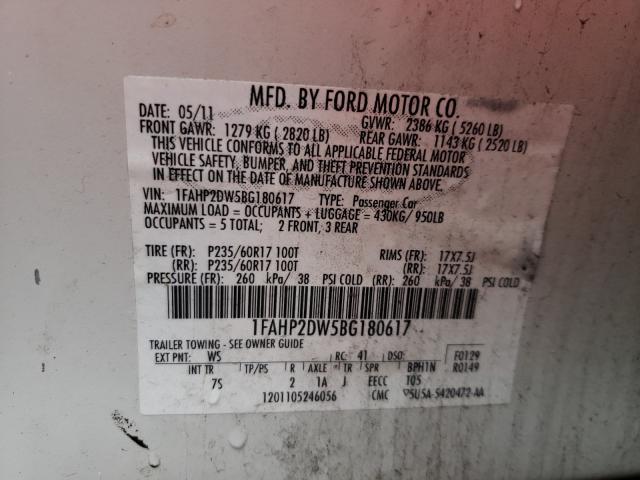 MFD. BY FORD MOTOR CO.
DATE: 05/11 GVWR: 2386 KG ( 5260 LB)
FRONT GAWR: 1279 KG ( 2820 LB) REAR GAWR: 1143 KG ( 2520 LB)
THIS VEHICLE CONFORMS TO ALL APPLICABLE FEDERAL MOTOR
VEHICLE SAFETY, BUMPER, AND THEFT PREVENTION STANDARDS
IN EFFECT ON THE DATE OF MANUFACTURE SHOWN ABOVE.
VIN: 1FAHP2DW5BG180617 TYPE: Passenger Car
MAXIMUM LOAD = OCCUPANTS + LUGGAGE = 430KG/ 950LB
OCCUPANTS = 5 TOTAL; 2 FRONT, 3 REAR
TIRE (FR): P235/60R17 100T RIMS (FR): 17X7.5J
(RR): P235/60R17 100T (RR): 17X7.5J
PRESSURE (FR): 260 kPa/ 38 PSI COLD (RR): 260 kPa/ 38 PSI COLD
1FAHP2DW5BG180617
TRAILER TOWING - SEE OWNER GUIDE
EXT PNT: WS RC: 41 DSO: F0129
INT TR TP/PS R AXLE TR SPR BPH1N R0149
7S 2 1A J EECC T05
1201105246056 CMC 5U5A-5420472-AA